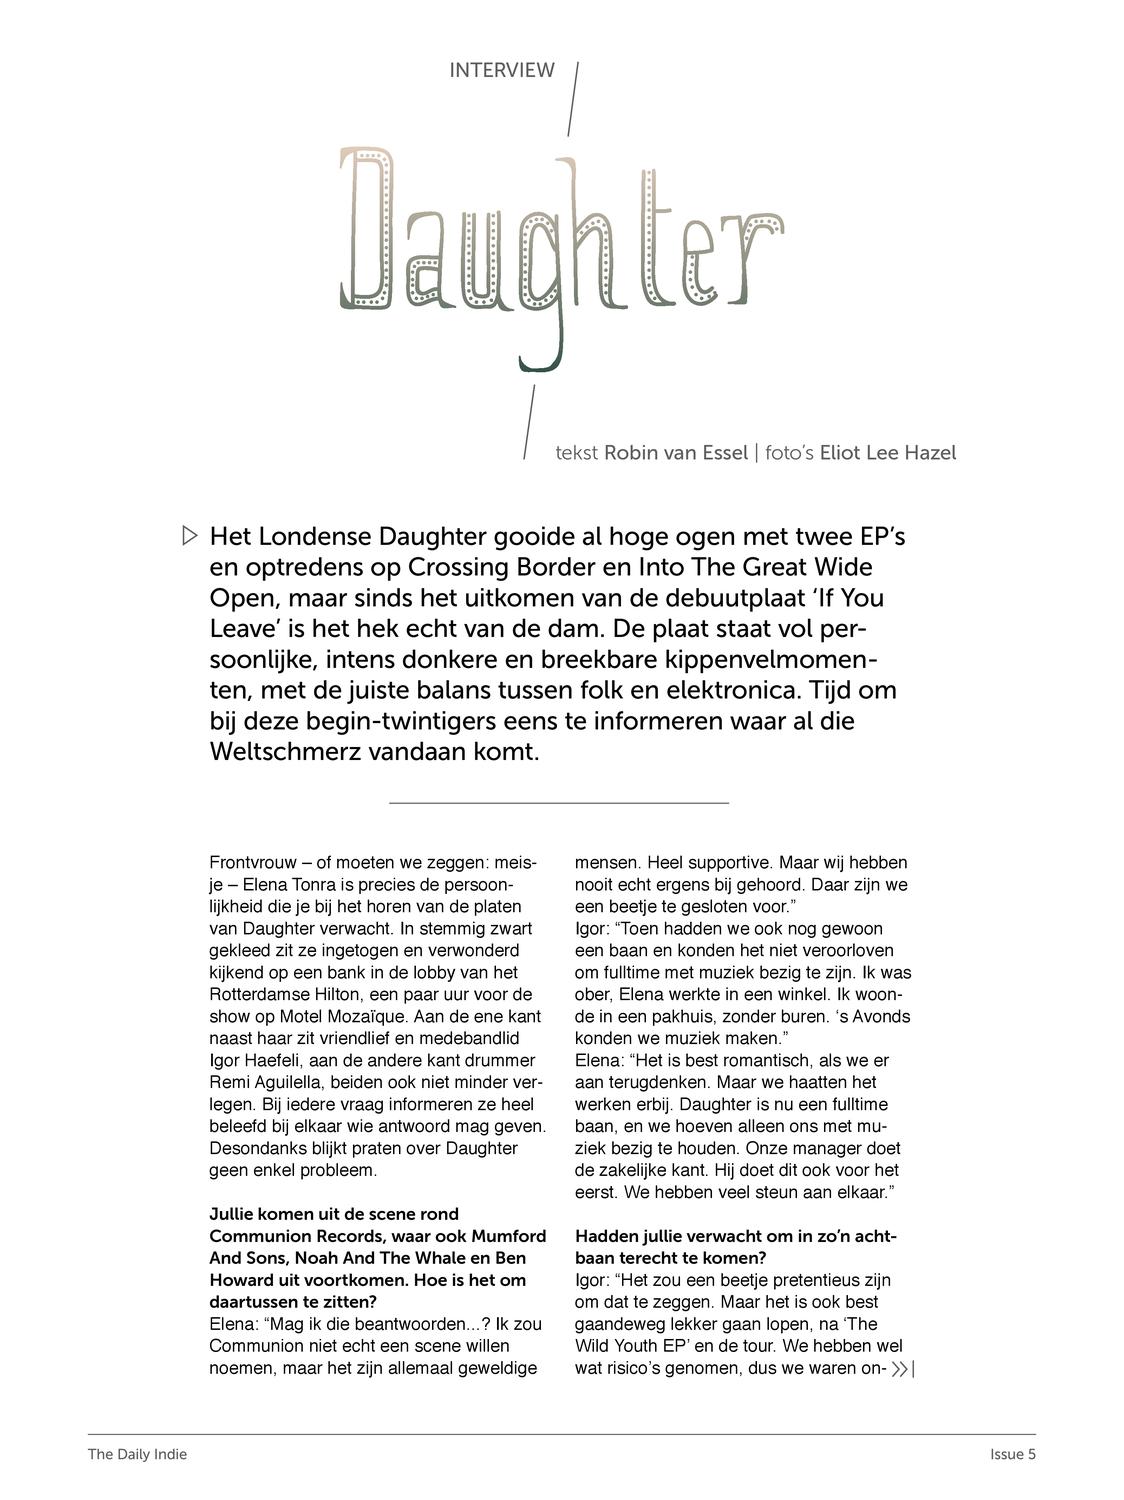 INTERVIEW
Daughter
tekst Robin van Essel | foto's Eliot Lee Hazel
Het Londense Daughter gooide al hoge ogen met twee EP's
en optredens op Crossing Border en Into The Great Wide
Open, maar sinds het uitkomen van de debuutplaat 'If You
Leave' is het hek echt van de dam. De plaat staat vol per-
soonlijke, intens donkere en breekbare kippenvelmomen-
ten, met de juiste balans tussen folk en elektronica. Tijd om
bij deze begin-twintigers eens te informeren waar al die
Weltschmerz vandaan komt.
Frontvrouw – of moeten we zeggen: meis-
je – Elena Tonra is precies de persoon-
lijkheid die je bij het horen van de platen
van Daughter verwacht. In stemmig zwart
gekleed zit ze ingetogen en verwonderd
kijkend op een bank in de lobby van het
Rotterdamse Hilton, een paar uur voor de
show op Motel Mozaïque. Aan de ene kant
naast haar zit vriendlief en medebandlid
Igor Haefeli, aan de andere kant drummer
Remi Aguilella, beiden ook niet minder ver-
legen. Bij iedere vraag informeren ze heel
beleefd bij elkaar wie antwoord mag geven.
Desondanks blijkt praten over Daughter
geen enkel probleem.
Jullie komen uit de scene rond
Communion Records, waar ook Mumford
And Sons, Noah And The Whale en Ben
Howard uit voortkomen. Hoe is het om
daartussen te zitten?
Elena: “Mag ik die beantwoorden...? Ik zou
Communion niet echt een scene willen
noemen, maar het zijn allemaal geweldige
mensen. Heel supportive. Maar wij hebben
nooit echt ergens bij gehoord. Daar zijn we
een beetje te gesloten voor.”
Igor: “Toen hadden we ook nog gewoon
een baan en konden het niet veroorloven
om fulltime met muziek bezig te zijn. Ik was
ober, Elena werkte in een winkel. Ik woon-
de in een pakhuis, zonder buren. 's Avonds
konden we muziek maken.”
Elena: “Het is best romantisch, als we er
aan terugdenken. Maar we haatten het
werken erbij. Daughter is nu een fulltime
baan, en we hoeven alleen ons met mu-
ziek bezig te houden. Onze manager doet
de zakelijke kant. Hij doet dit ook voor het
eerst. We hebben veel steun aan elkaar.”
Hadden jullie verwacht om in zo'n acht-
baan terecht te komen?
Igor: “Het zou een beetje pretentieus zijn
om dat te zeggen. Maar het is ook best
gaandeweg lekker gaan lopen, na 'The
Wild Youth EP' en de tour. We hebben wel
wat risico's genomen, dus we waren on-
The Daily Indie
Issue 5